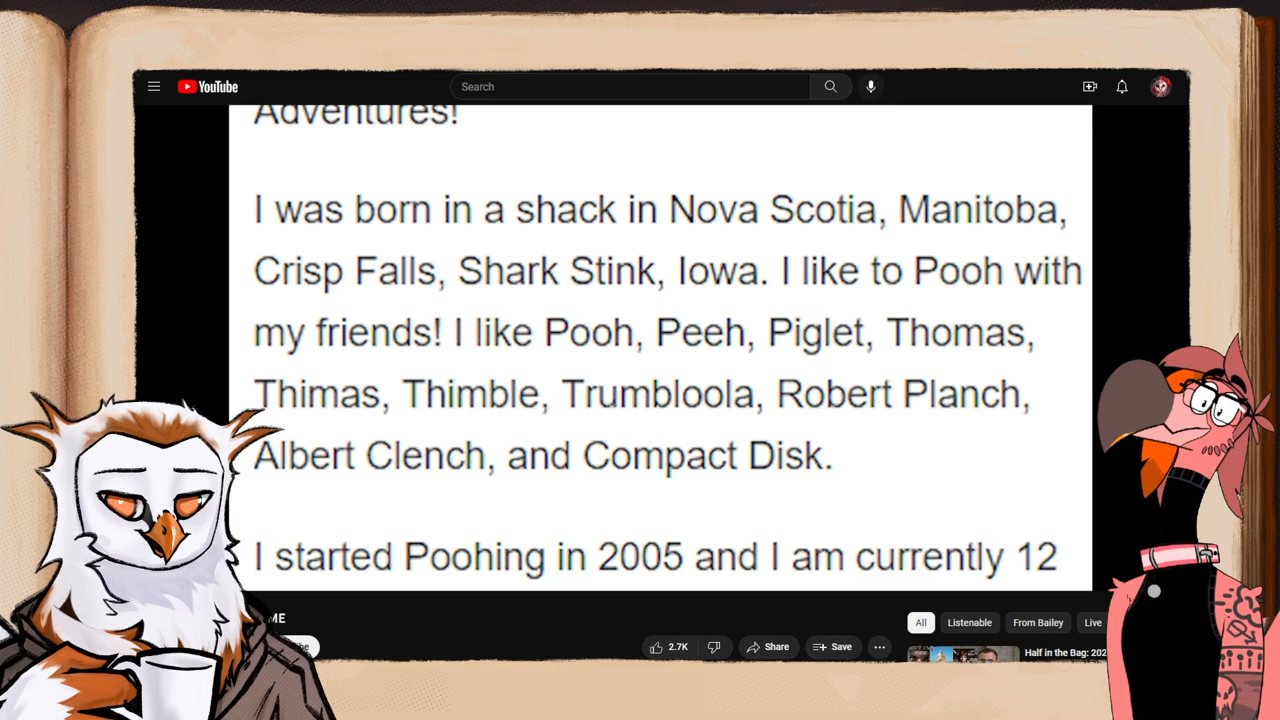 YouTube
Search
Adventures!
I was born in a shack in Nova Scotia, Manitoba,
Crisp Falls, Shark Stink, Iowa. I like to Pooh with
my friends! I like Pooh, Peeh, Piglet, Thomas,
Thimas, Thimble, Trumbloola, Robert Planch,
Albert Clench, and Compact Disk.
I started Poohing in 2005 and I am currently 12
ME
2.7K
Share
Save
All
Listenable
From Bailey
Live
Half in the Bag: 202